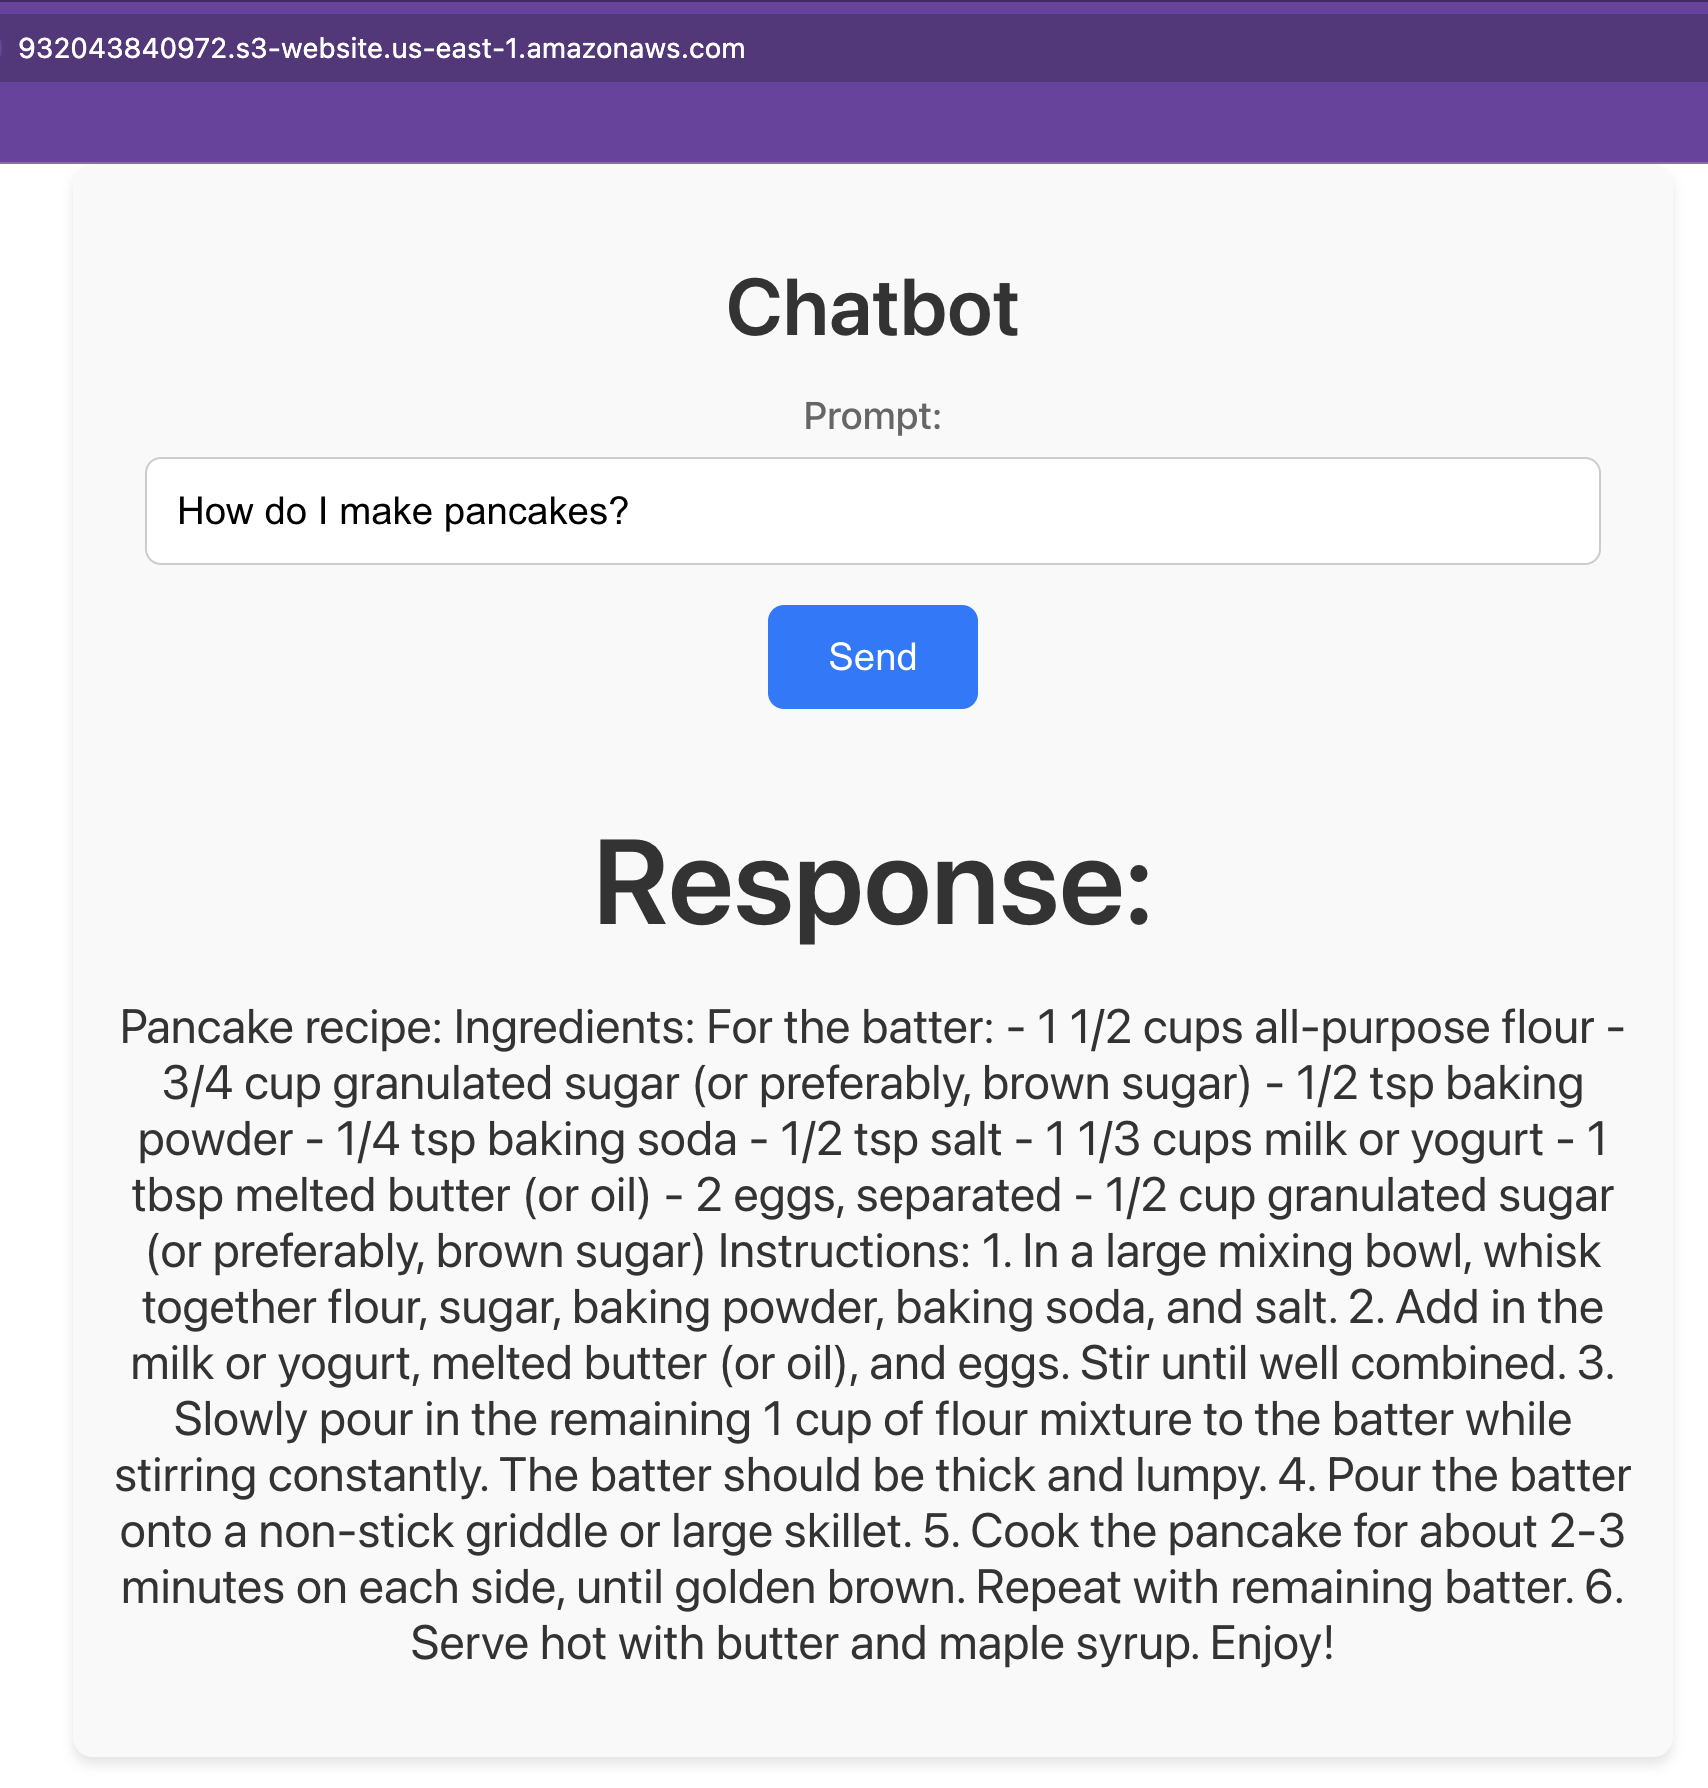 932043840972.s3-website.us-east-1.amazonaws.com
Chatbot
Prompt:
How do I make pancakes?
Send
Response:
Pancake recipe: Ingredients: For the batter: - 1 1/2 cups all-purpose flour -
3/4 cup granulated sugar (or preferably, brown sugar) - 1/2 tsp baking
powder - 1/4 tsp baking soda - 1/2 tsp salt - 1 1/3 cups milk or yogurt - 1
tbsp melted butter (or oil) - 2 eggs, separated - 1/2 cup granulated sugar
(or preferably, brown sugar) Instructions: 1. In a large mixing bowl, whisk
together flour, sugar, baking powder, baking soda, and salt. 2. Add in the
milk or yogurt, melted butter (or oil), and eggs. Stir until well combined. 3.
Slowly pour in the remaining 1 cup of flour mixture to the batter while
stirring constantly. The batter should be thick and lumpy. 4. Pour the batter
onto a non-stick griddle or large skillet. 5. Cook the pancake for about 2-3
minutes on each side, until golden brown. Repeat with remaining batter. 6.
Serve hot with butter and maple syrup. Enjoy!